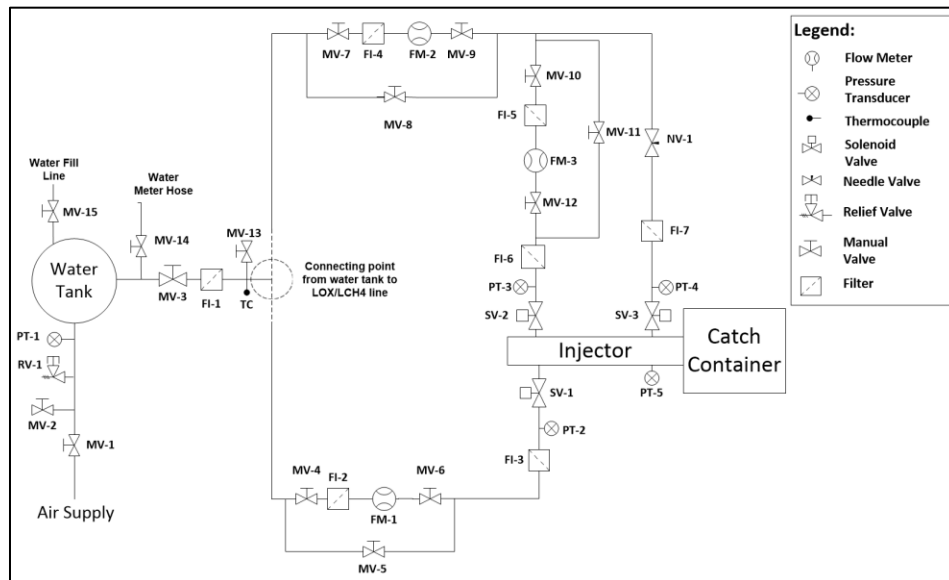 MV-7
FI-4
FM-2
MV-9
MV-8
MV-10
FI-5
MV-11
NV-1
FM-3
MV-12
FI-7
FI-6
PT-3
PT-4
SV-2
SV-3
Injector
Catch
Container
SV-1
PT-5
PT-2
FI-3
Water Fill
Line
Water
Meter Hose
MV-15
MV-14
MV-13
Water
Tank
MV-3
FI-1
TC
Connecting point
from water tank to
LOX/LCH4 line
PT-1
RV-1
MV-2
MV-1
Air Supply
MV-4
FI-2
MV-6
FM-1
MV-5
Legend:
Flow Meter
Pressure
Transducer
Thermocouple
Solenoid
Valve
Needle Valve
Relief Valve
Manual
Valve
Filter